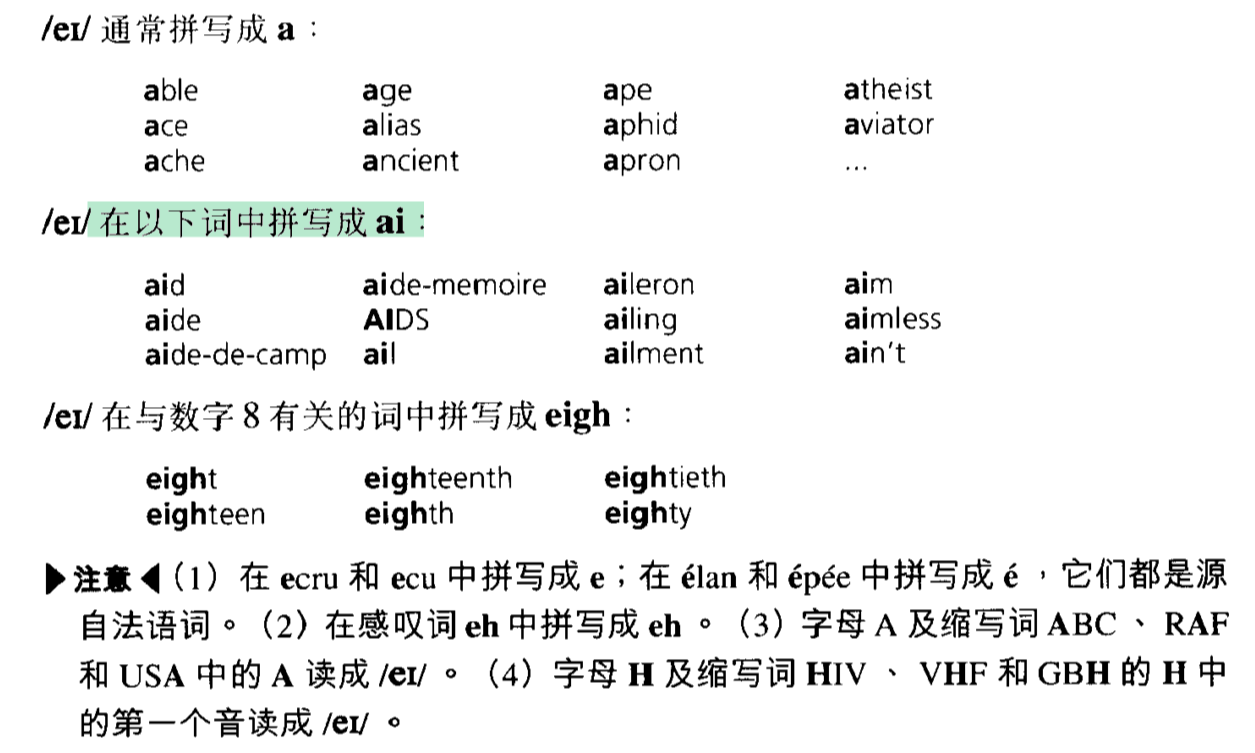 /eɪ/ 通常拼写成 a：
able age ape atheist
ace alias aphid aviator
ache ancient apron ...
/eɪ/ 在以下词中拼写成 ai：
aid aide-memoire aileron aim
aide AIDS ailing aimless
aide-de-camp ail ailment ain't
/eɪ/ 在与数字 8 有关的词中拼写成 eigh：
eight eighteenth eightieth
eighteen eighth eighty
▶注意◀（1）在 ecru 和 ecu 中拼写成 e；在 élan 和 épée 中拼写成 é，它们都是源
自法语词。（2）在感叹词 eh 中拼写成 eh。（3）字母 A 及缩写词 ABC、RAF
和 USA 中的 A 读成 /eɪ/。（4）字母 H 及缩写词 HIV、VHF 和 GBH 的 H 中
的第一个音读成 /eɪ/。